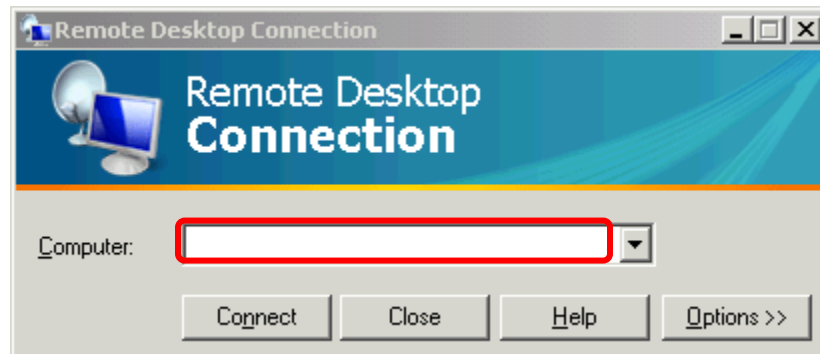 Remote Desktop Connection
Remote Desktop
Connection
Computer:
Connect Close Help Options >>